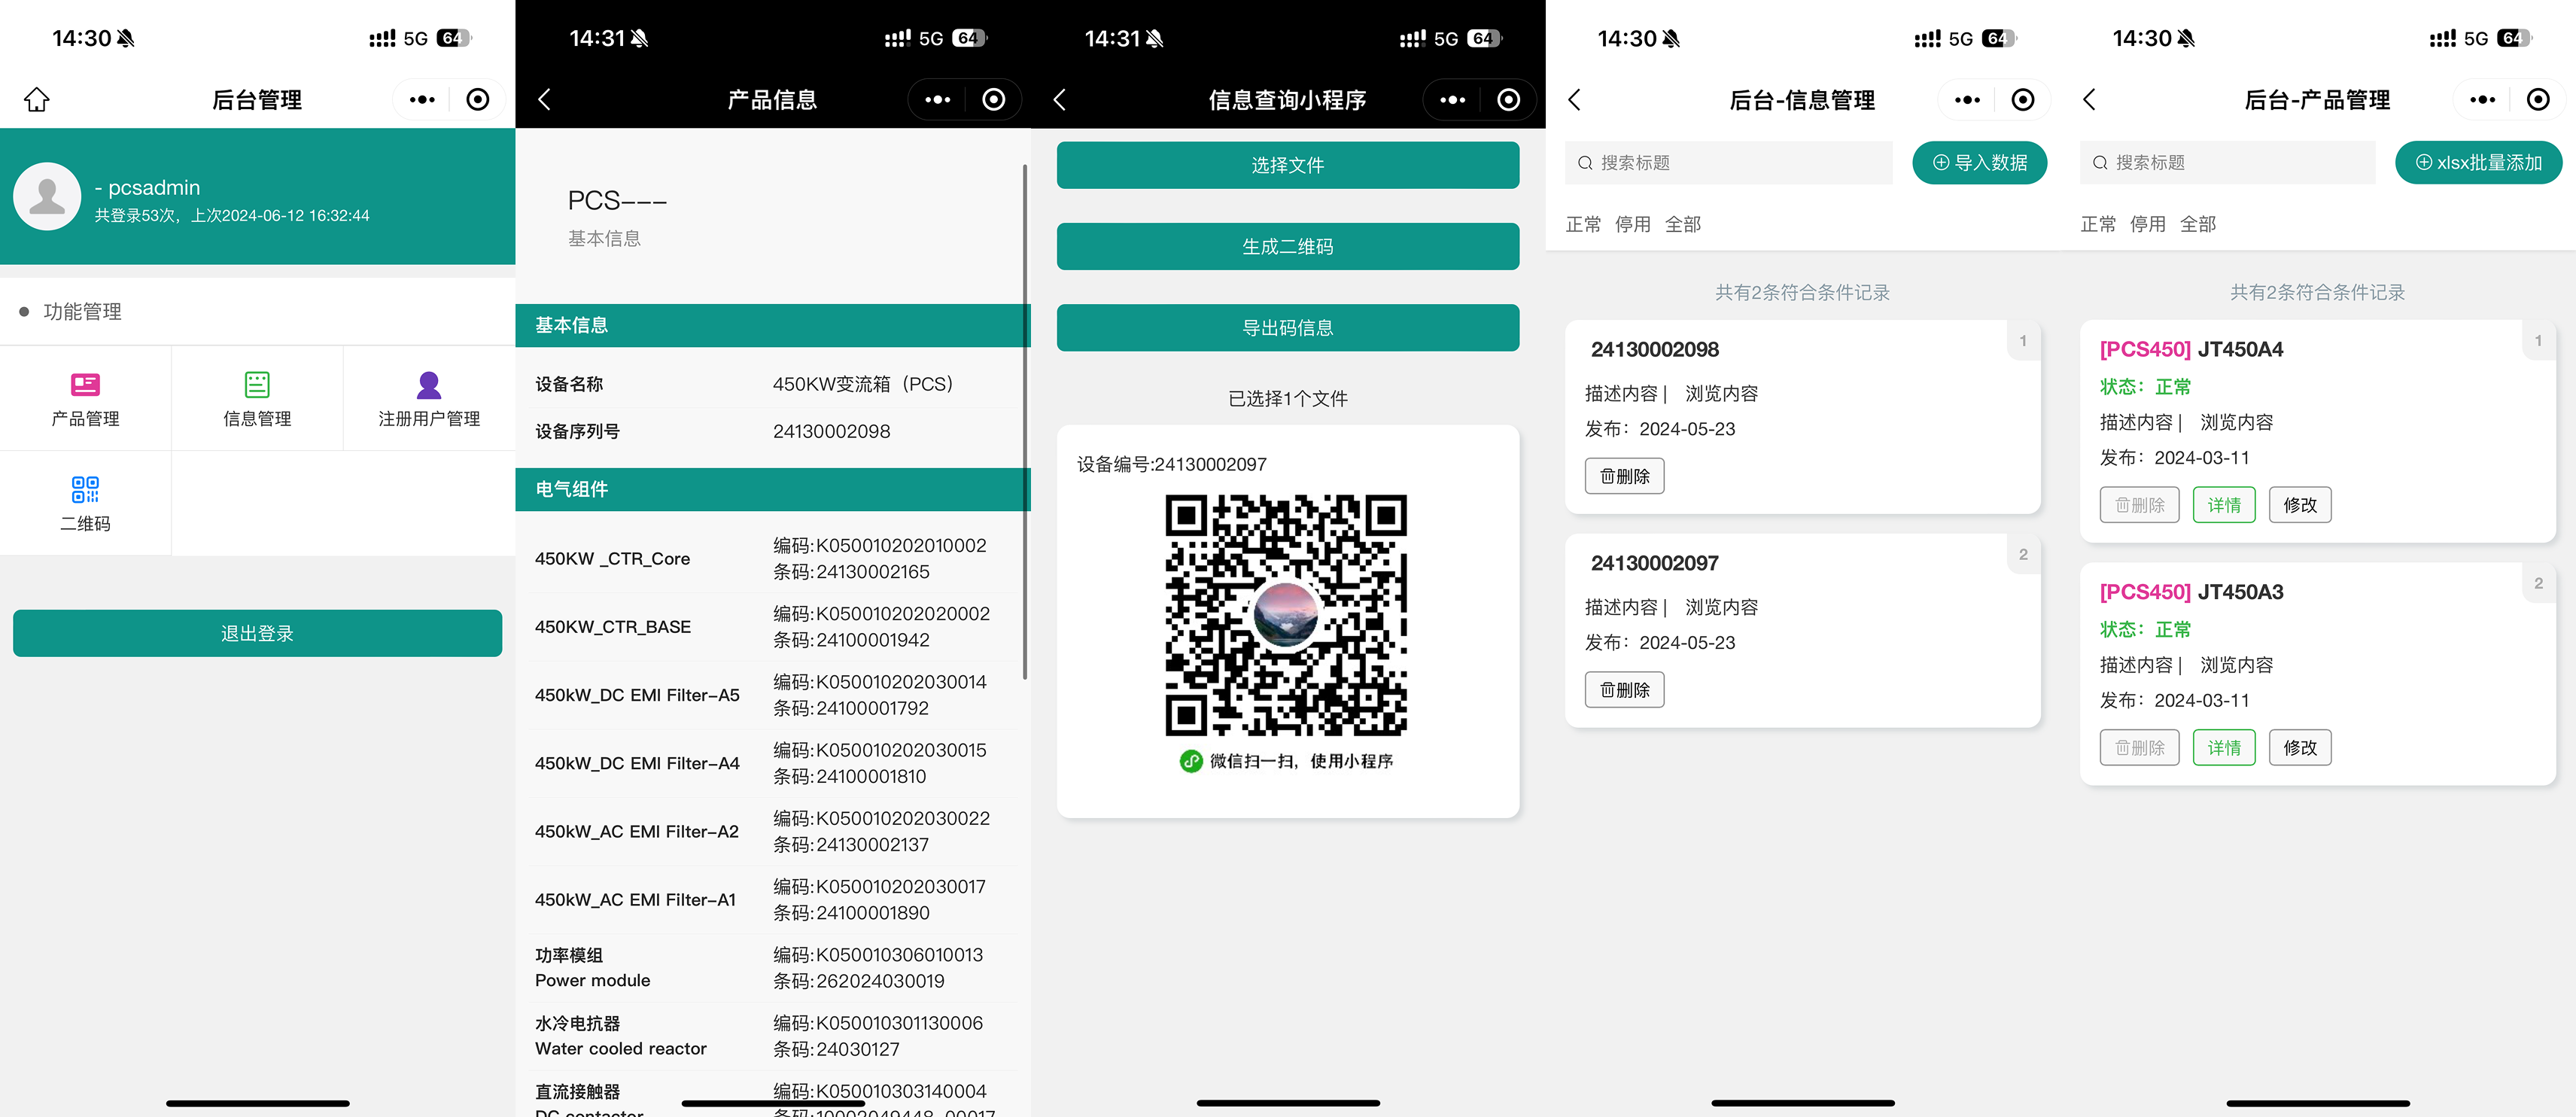 14:30
5G 64
后台管理
- pcsadmin
共登录53次，上次2024-06-12 16:32:44
功能管理
产品管理
信息管理
注册用户管理
二维码
退出登录
14:31
5G 64
产品信息
PCS---
基本信息
基本信息
设备名称 450KW变流箱（PCS）
设备序列号 24130002098
电气组件
450KW _CTR_Core
编码:K050010202010002
条码:24130002165
450KW_CTR_BASE
编码:K050010202020002
条码:24100001942
450kW_DC EMI Filter-A5
编码:K050010202030014
条码:24100001792
450kW_DC EMI Filter-A4
编码:K050010202030015
条码:24100001810
450kW_AC EMI Filter-A2
编码:K050010202030022
条码:24130002137
450kW_AC EMI Filter-A1
编码:K050010202030017
条码:24100001890
功率模组
Power module
编码:K050010306010013
条码:262024030019
水冷电抗器
Water cooled reactor
编码:K050010301130006
条码:24030127
直流接触器
DC contactor
编码:K050010303140004
14:31
5G 64
信息查询小程序
选择文件
生成二维码
导出码信息
已选择1个文件
设备编号:24130002097
微信扫一扫，使用小程序
14:30
5G 64
后台-信息管理
搜索标题
导入数据
正常 停用 全部
共有2条符合条件记录
24130002098
1
描述内容 | 浏览内容
发布：2024-05-23
删除
24130002097
2
描述内容 | 浏览内容
发布：2024-05-23
删除
14:30
5G 64
后台-产品管理
搜索标题
xlsx批量添加
正常 停用 全部
共有2条符合条件记录
[PCS450] JT450A4
1
状态：正常
描述内容 | 浏览内容
发布：2024-03-11
删除 详情 修改
[PCS450] JT450A3
2
状态：正常
描述内容 | 浏览内容
发布：2024-03-11
删除 详情 修改